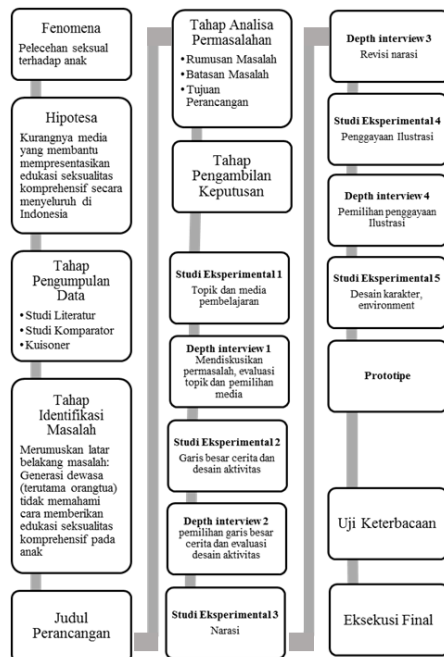 Fenomena
Pelecehan seksual
terhadap anak
Hipotesa
Kurangnya media
yang membantu
mempresentasikan
edukasi seksualitas
komprehensif secara
menyeluruh di
Indonesia
Tahap
Pengumpulan
Data
•Studi Literatur
•Studi Komparator
•Kuisoner
Tahap
Identifikasi
Masalah
Merumuskan latar
belakang masalah:
Generasi dewasa
(terutama orangtua)
tidak memahami
cara memberikan
edukasi seksualitas
komprehensif pada
anak
Judul
Perancangan
Tahap Analisa
Permasalahan
•Rumusan Masalah
•Batasan Masalah
•Tujuan
Perancangan
Tahap
Pengambilan
Keputusan
Studi Eksperimental 1
Topik dan media
pembelajaran
Depth interview 1
Mendiskusikan
permasalah, evaluasi
topik dan pemilihan
media
Studi Eksperimental 2
Garis besar cerita dan
desain aktivitas
Depth interview 2
pemilihan garis besar
cerita dan evaluasi
desain aktivitas
Studi Eksperimental 3
Narasi
Depth interview 3
Revisi narasi
Studi Eksperimental 4
Penggayaan Ilustrasi
Depth interview 4
Pemilihan penggayaan
Ilustrasi
Studi Eksperimental 5
Desain karakter,
environment
Prototipe
Uji Keterbacaan
Eksekusi Final